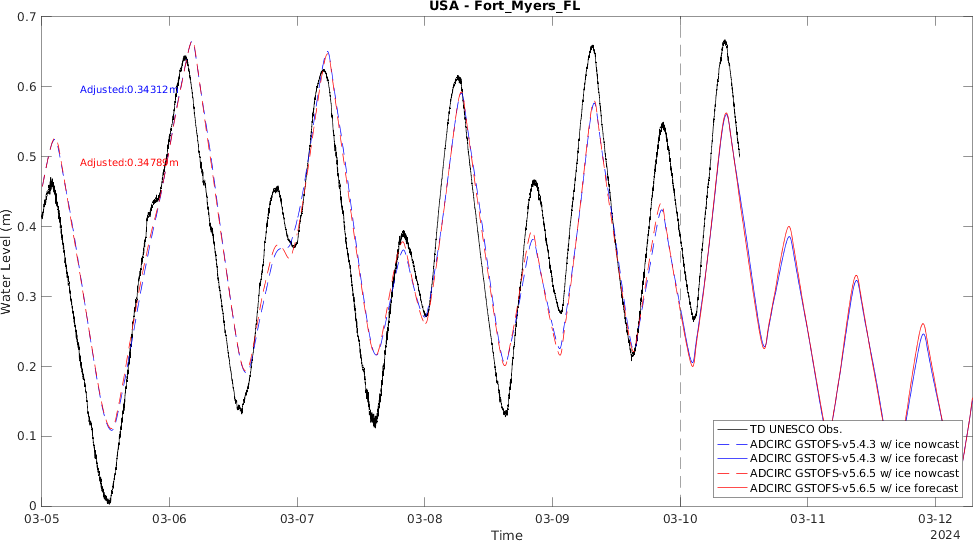 USA - Fort_Myers_FL
0.7
0.6
0.5
0.4
0.3
0.2
0.1
0
Water Level (m)
Adjusted:0.34312m
Adjusted:0.34789m
TD UNESCO Obs.
ADCIRC GSTOFS-v5.4.3 w/ ice nowcast
ADCIRC GSTOFS-v5.4.3 w/ ice forecast
ADCIRC GSTOFS-v5.6.5 w/ ice nowcast
ADCIRC GSTOFS-v5.6.5 w/ ice forecast
03-05 03-06 03-07 03-08 03-09 03-10 03-11 03-12
Time
2024